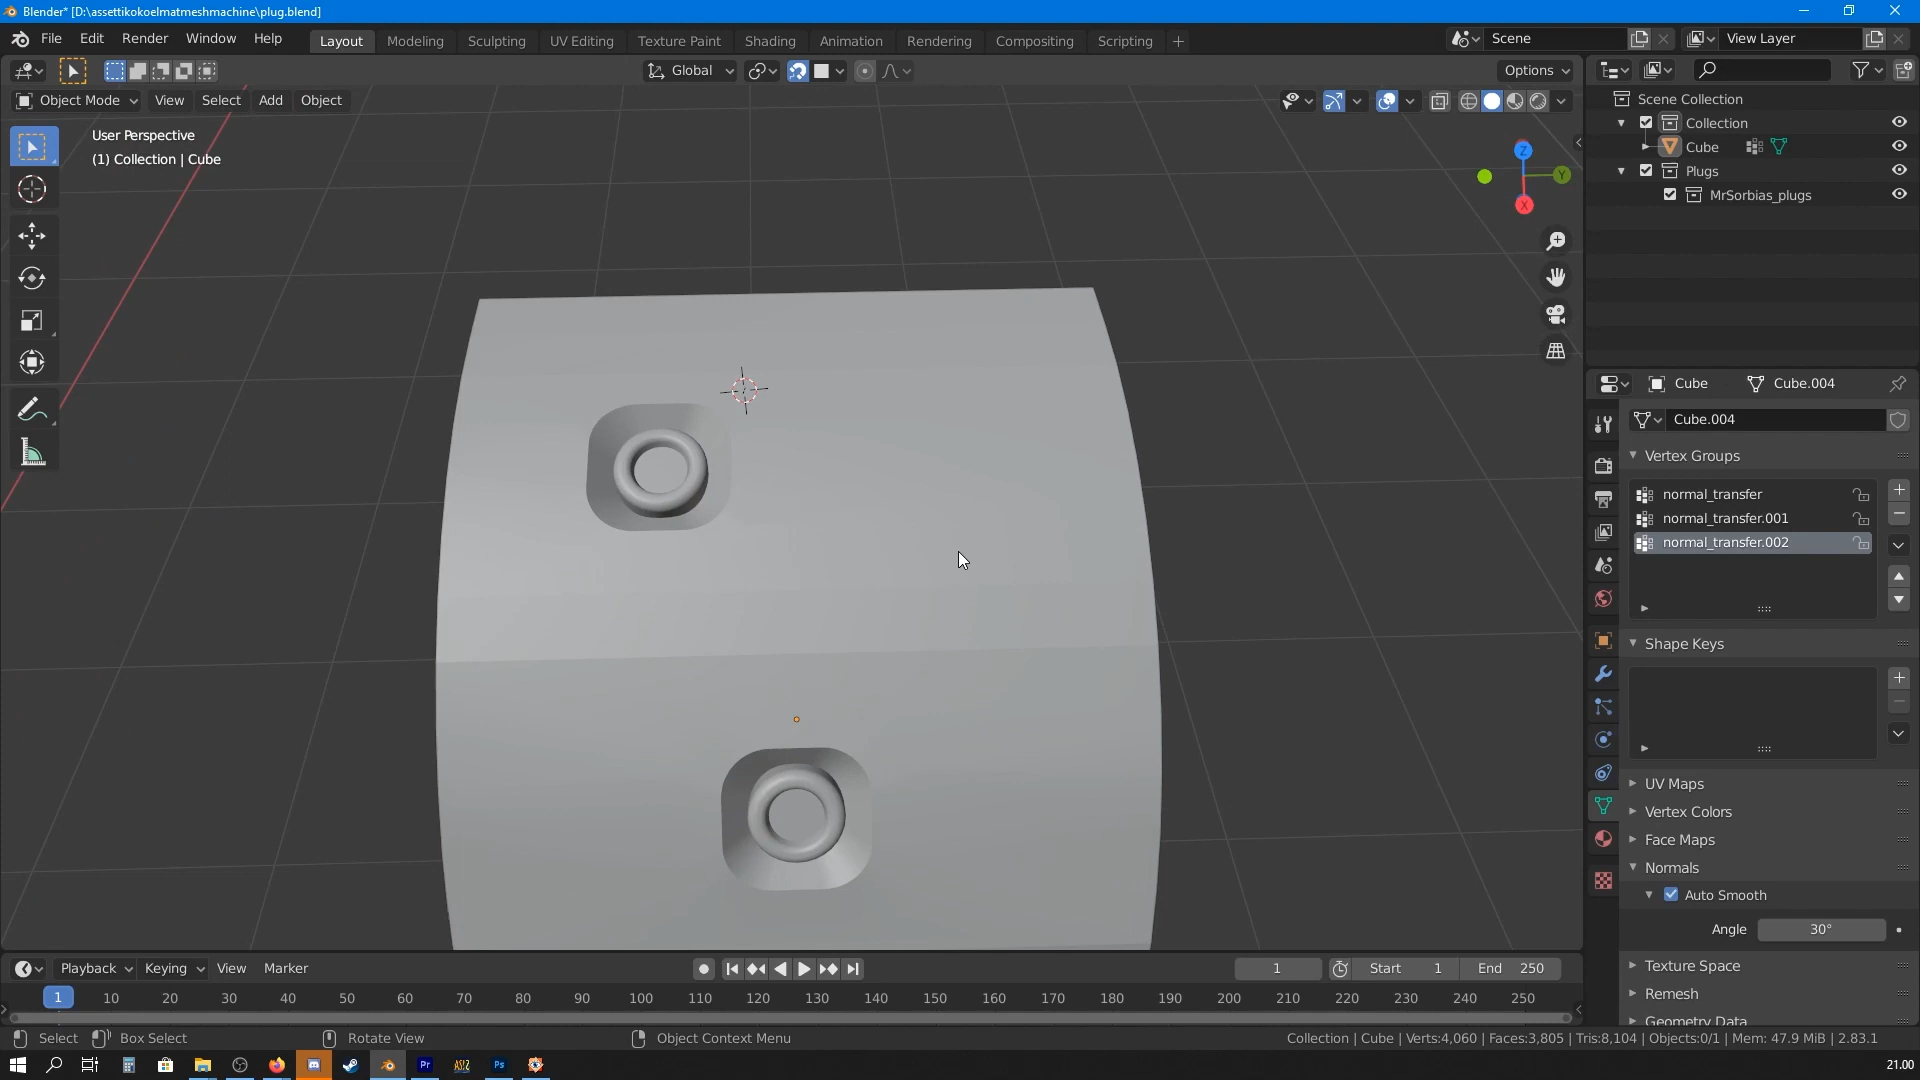 Blender* [D:\assettikokoelmatmeshmachine\plug.blend]
File Edit Render Window Help
Layout Modeling Sculpting UV Editing Texture Paint Shading Animation Rendering Compositing Scripting +
Scene
View Layer
Global
Options
Object Mode View Select Add Object
User Perspective
(1) Collection | Cube
Z
Y
X
Scene Collection
Collection
Cube
Plugs
MrSorbias_plugs
Cube Cube.004
Cube.004
Vertex Groups
normal_transfer
normal_transfer.001
normal_transfer.002
Shape Keys
UV Maps
Vertex Colors
Face Maps
Normals
Auto Smooth
Angle 30°
Texture Space
Remesh
Geometry Data
Playback Keying View Marker
1 Start 1 End 250
1 10 20 30 40 50 60 70 80 90 100 110 120 130 140 150 160 170 180 190 200 210 220 230 240 250
Select Box Select Rotate View Object Context Menu
Collection | Cube | Verts:4,060 | Faces:3,805 | Tris:8,104 | Objects:0/1 | Mem: 47.9 MiB | 2.83.1
Pr
Ps
21.00